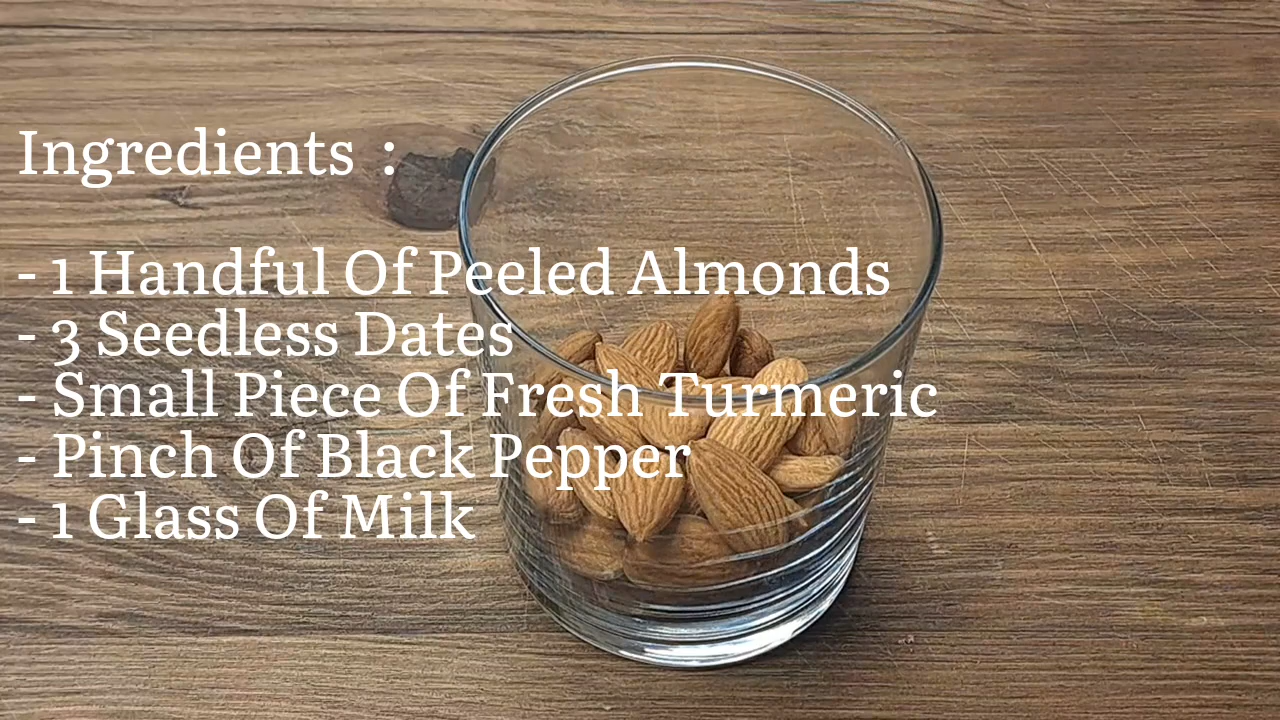 Ingredients :
- 1 Handful Of Peeled Almonds
- 3 Seedless Dates
- Small Piece Of Fresh Turmeric
- Pinch Of Black Pepper
- 1 Glass Of Milk